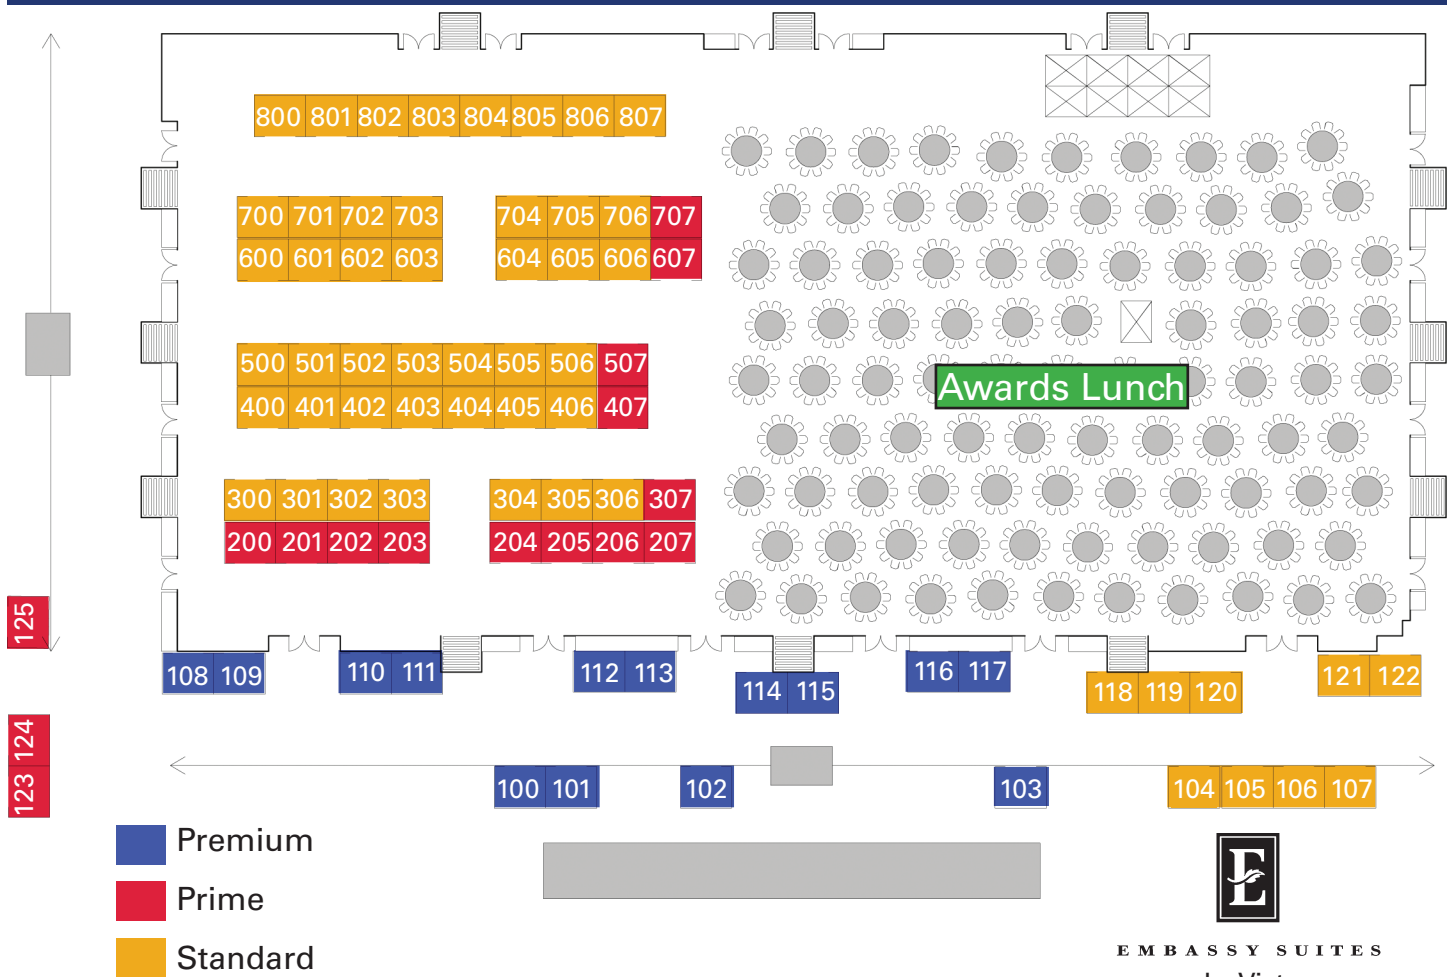 800 801 802 803 804 805 806 807
700 701 702 703 704 705 706 707
600 601 602 603 604 605 606 607
500 501 502 503 504 505 506 507
Awards Lunch
400 401 402 403 404 405 406 407
300 301 302 303 304 305 306 307
200 201 202 203 204 205 206 207
125
108 109 110 111 112 113 114 115 116 117 118 119 120 121 122
124
123
100 101 102 103 104 105 106 107
Premium
Prime
Standard
E
EMBASSY SUITES